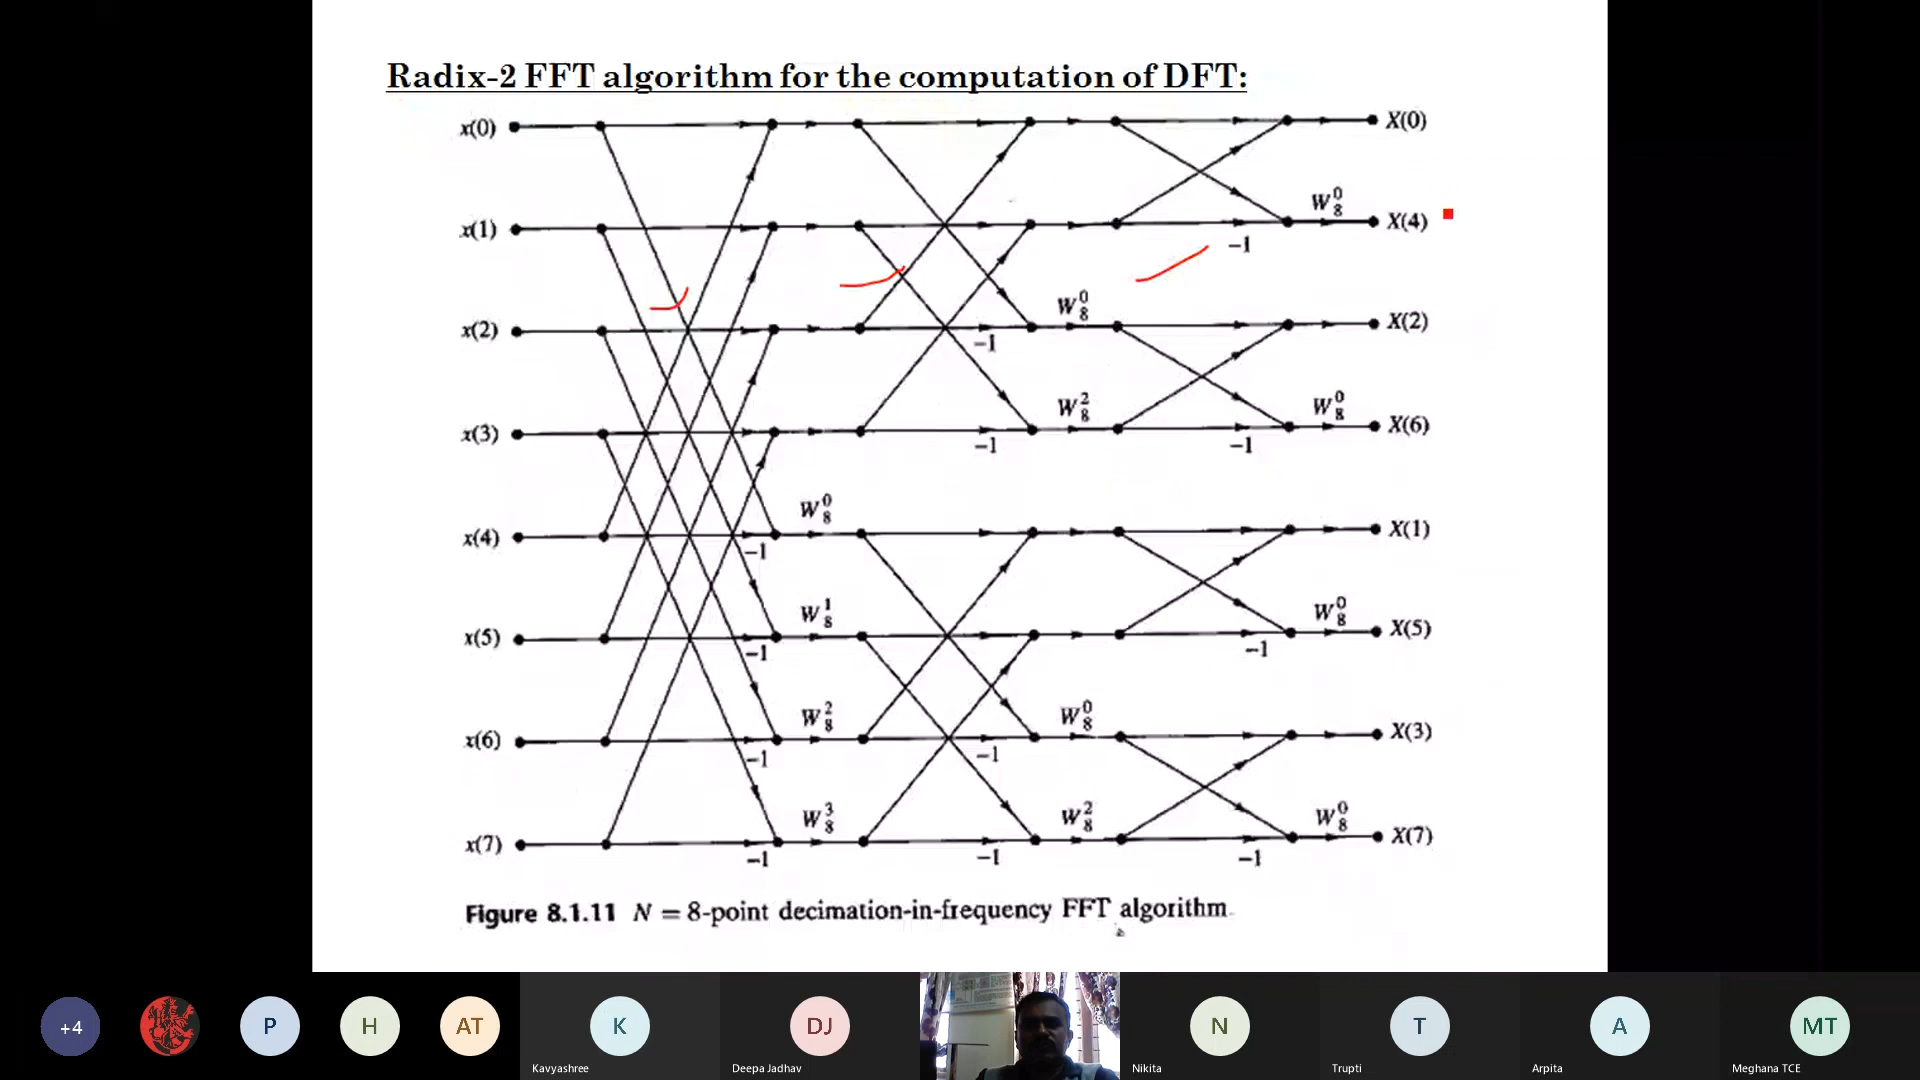 Radix-2 FFT algorithm for the computation of DFT:
x(0) X(0)
W₈⁰
x(1) X(4)
-1
W₈⁰
x(2) X(2)
-1
W₈² W₈⁰
x(3) X(6)
-1 -1
W₈⁰
x(4) X(1)
-1
W₈¹ W₈⁰
x(5) X(5)
-1 -1
W₈² W₈⁰
x(6) X(3)
-1 -1
W₈³ W₈² W₈⁰
x(7) X(7)
-1 -1 -1
Figure 8.1.11 N = 8-point decimation-in-frequency FFT algorithm.
+4 P H AT K DJ N T A MT
Kavyashree Deepa Jadhav Nikita Trupti Arpita Meghana TCE